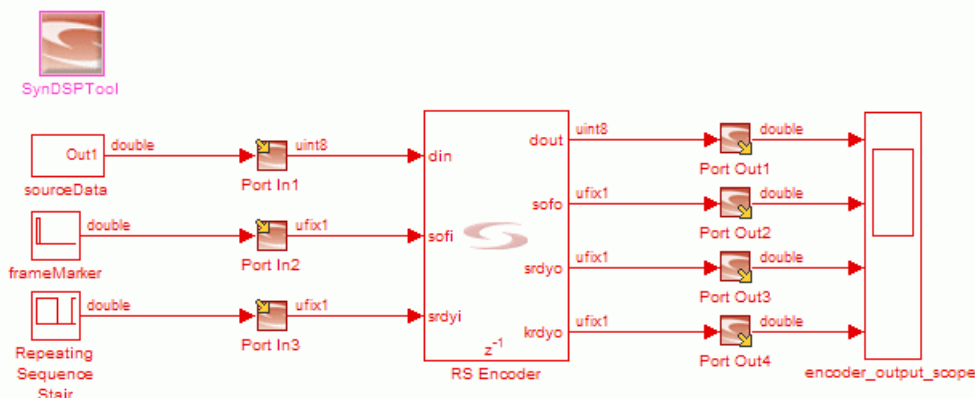 SynDSPTool
Out1
double
sourceData
Port In1
uint8
double
frameMarker
Port In2
ufix1
double
Repeating
Sequence
Stair
Port In3
ufix1
din
sofi
srdyi
dout
sofo
srdyo
krdyo
z-1
RS Encoder
uint8
Port Out1
double
ufix1
Port Out2
double
ufix1
Port Out3
double
ufix1
Port Out4
double
encoder_output_scope